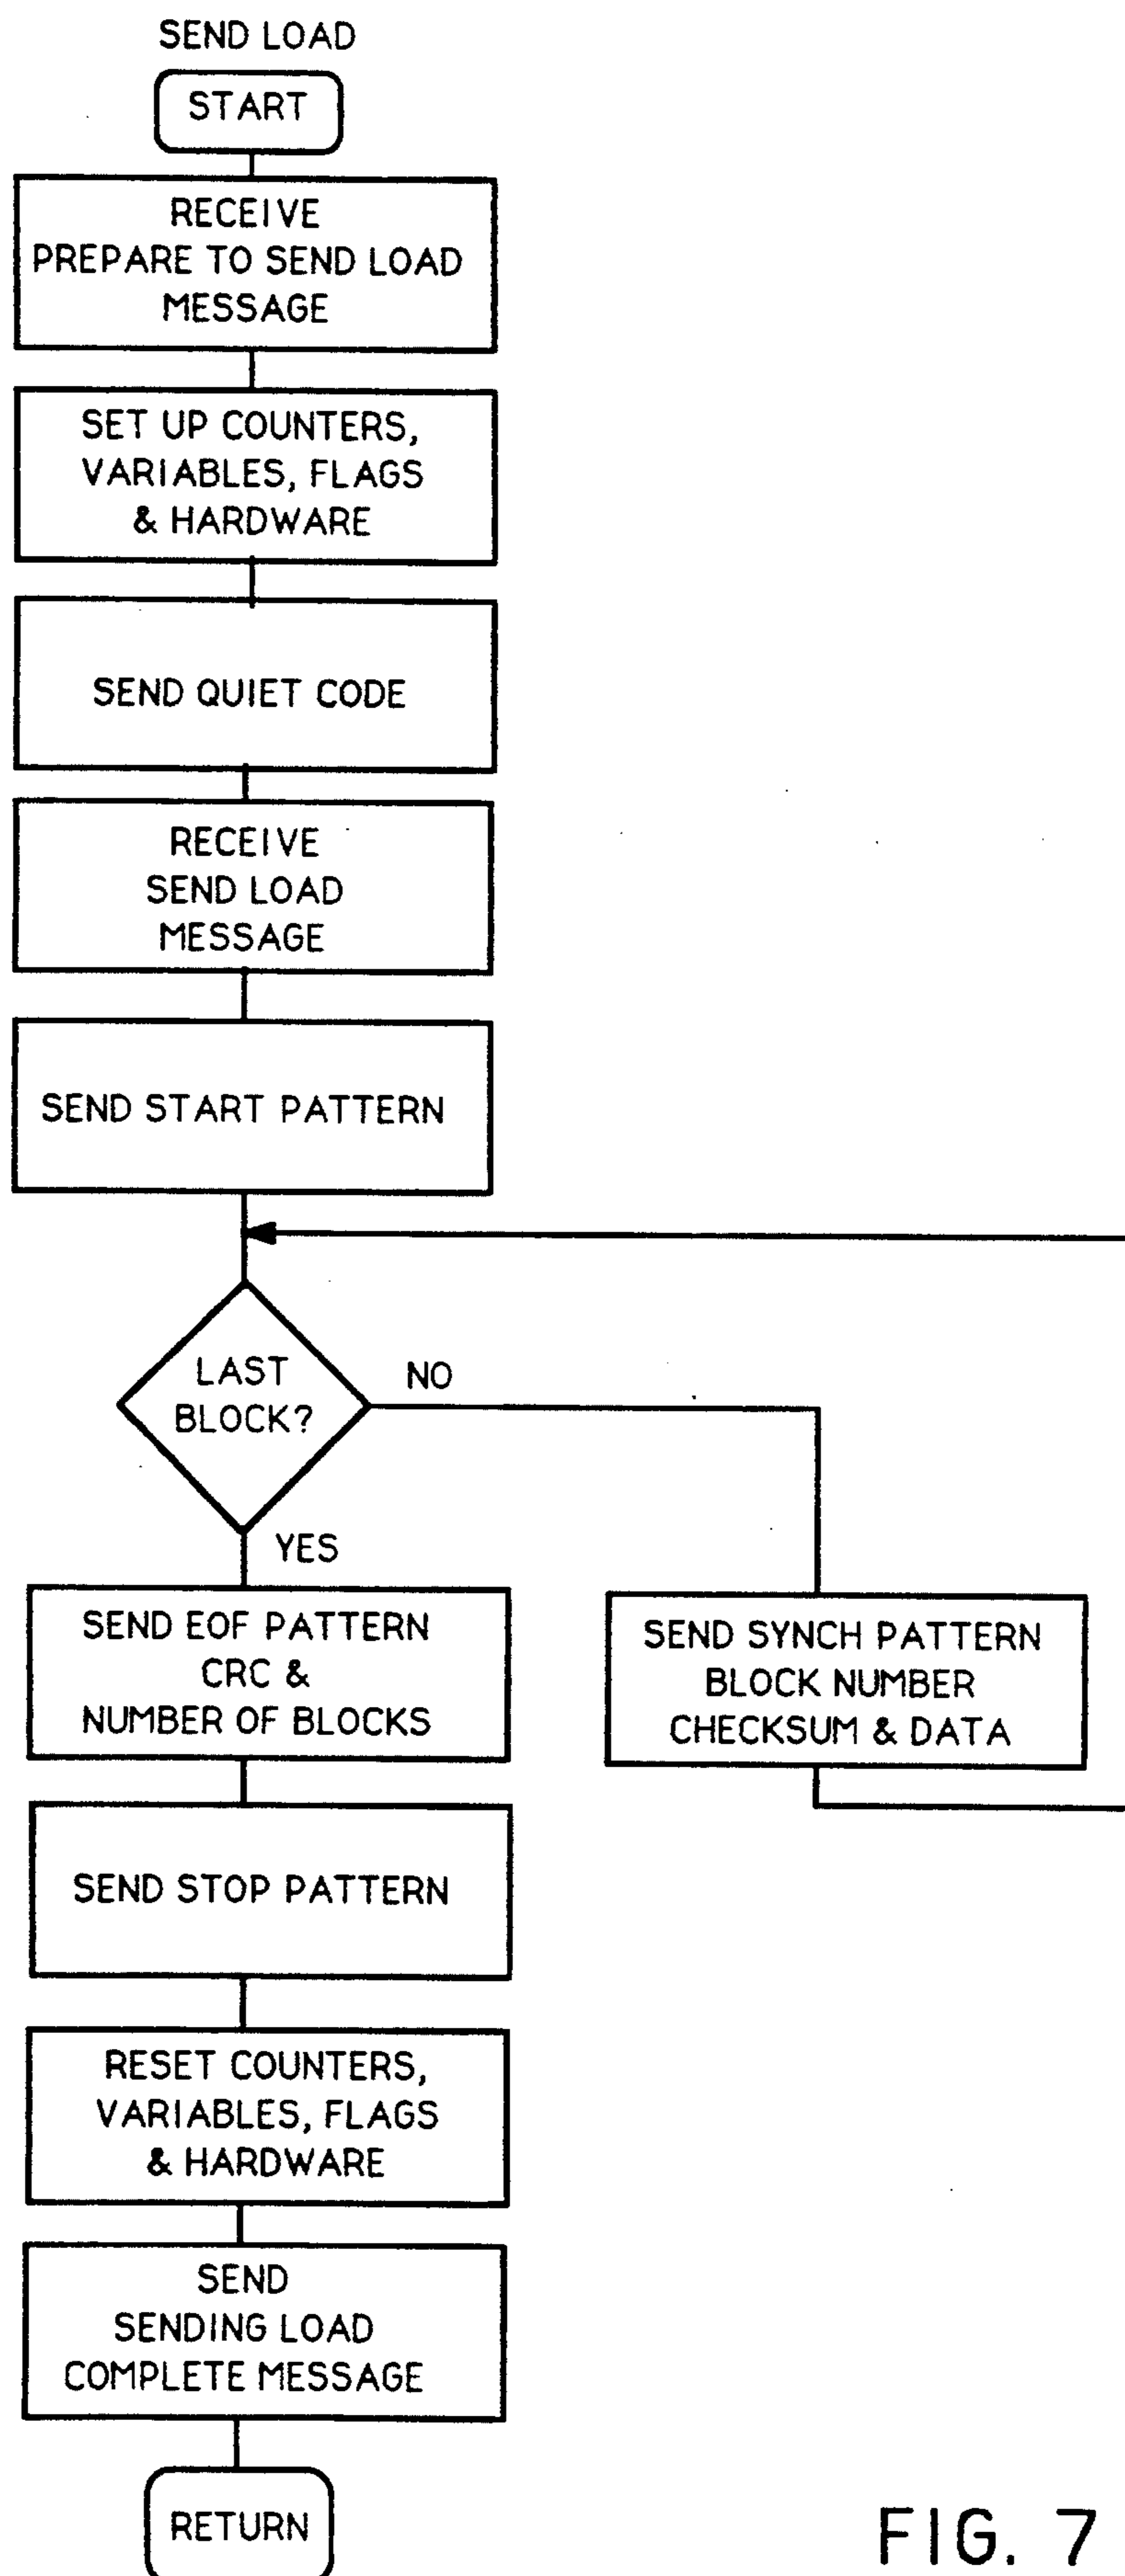 SEND LOAD
START
RECEIVE
PREPARE TO SEND LOAD
MESSAGE
SET UP COUNTERS,
VARIABLES, FLAGS
& HARDWARE
SEND QUIET CODE
RECEIVE
SEND LOAD
MESSAGE
SEND START PATTERN
LAST
BLOCK?
NO
YES
SEND EOF PATTERN
CRC &
NUMBER OF BLOCKS
SEND SYNCH PATTERN
BLOCK NUMBER
CHECKSUM & DATA
SEND STOP PATTERN
RESET COUNTERS,
VARIABLES, FLAGS
& HARDWARE
SEND
SENDING LOAD
COMPLETE MESSAGE
RETURN
FIG. 7